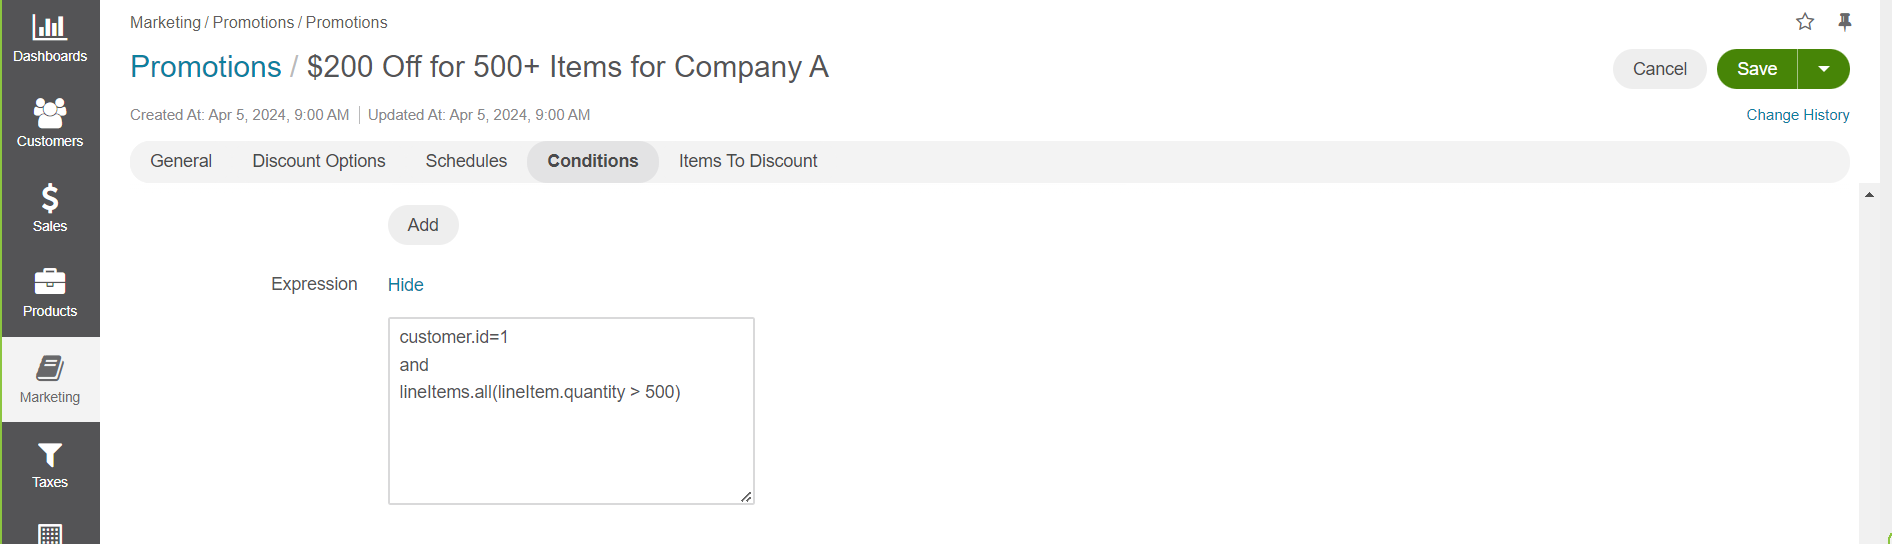 Dashboards
Customers
Sales
Products
Marketing
Taxes
Marketing / Promotions / Promotions
Promotions / $200 Off for 500+ Items for Company A
Cancel
Save
Created At: Apr 5, 2024, 9:00 AM | Updated At: Apr 5, 2024, 9:00 AM
Change History
General Discount Options Schedules Conditions Items To Discount
Add
Expression
Hide
customer.id=1
and
lineItems.all(lineItem.quantity > 500)